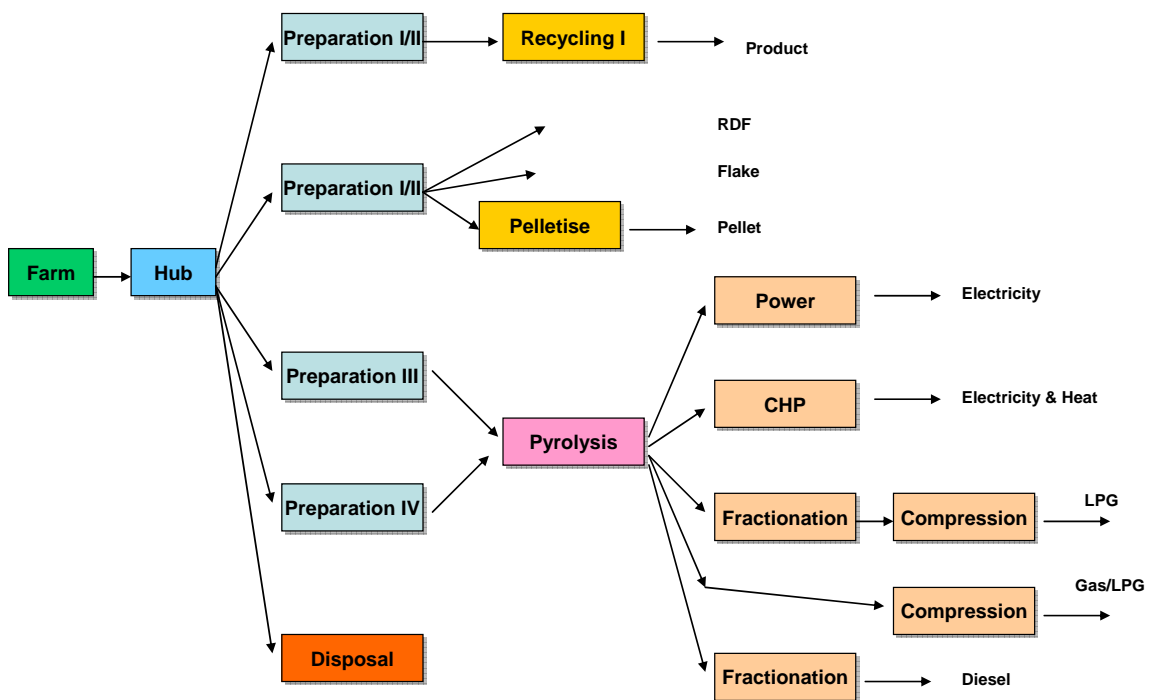 Preparation I/II
Recycling I
Product
RDF
Preparation I/II
Flake
Pelletise
Pellet
Farm
Hub
Power
Electricity
Preparation III
CHP
Electricity & Heat
Pyrolysis
Preparation IV
Fractionation
Compression
LPG
Compression
Gas/LPG
Disposal
Fractionation
Diesel